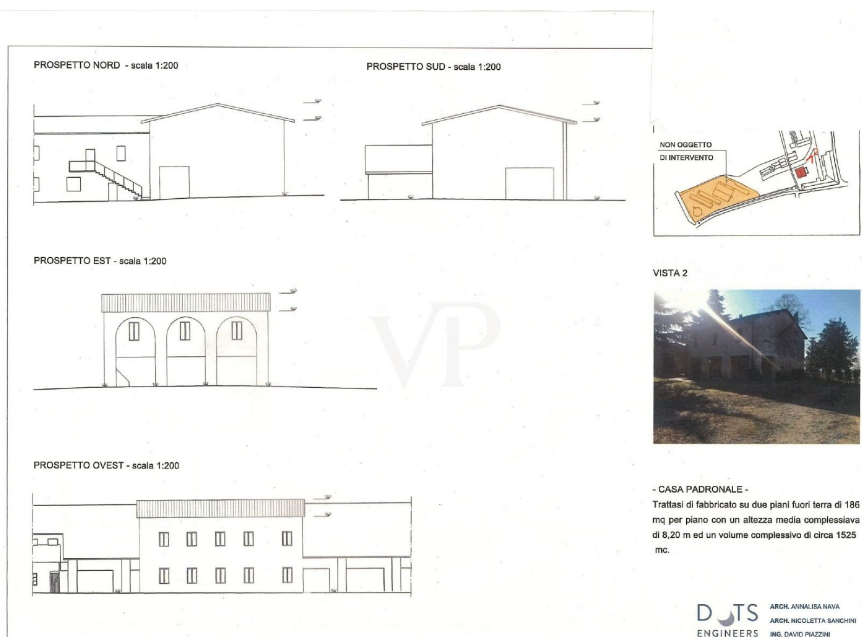 PROSPETTO NORD - scala 1:200
PROSPETTO SUD - scala 1:200
NON OGGETTO
DI INTERVENTO
PROSPETTO EST - scala 1:200
VISTA 2
VP
PROSPETTO OVEST - scala 1:200
- CASA PADRONALE -
Trattasi di fabbricato su due piani fuori terra di 186
mq per piano con un altezza media complessiava
di 8,20 m ed un volume complessivo di circa 1525
mc.
DOTS
ENGINEERS
ARCH. ANNALISA NAVA
ARCH. NICOLETTA SANCHINI
ING. DAVID PIAZZINI